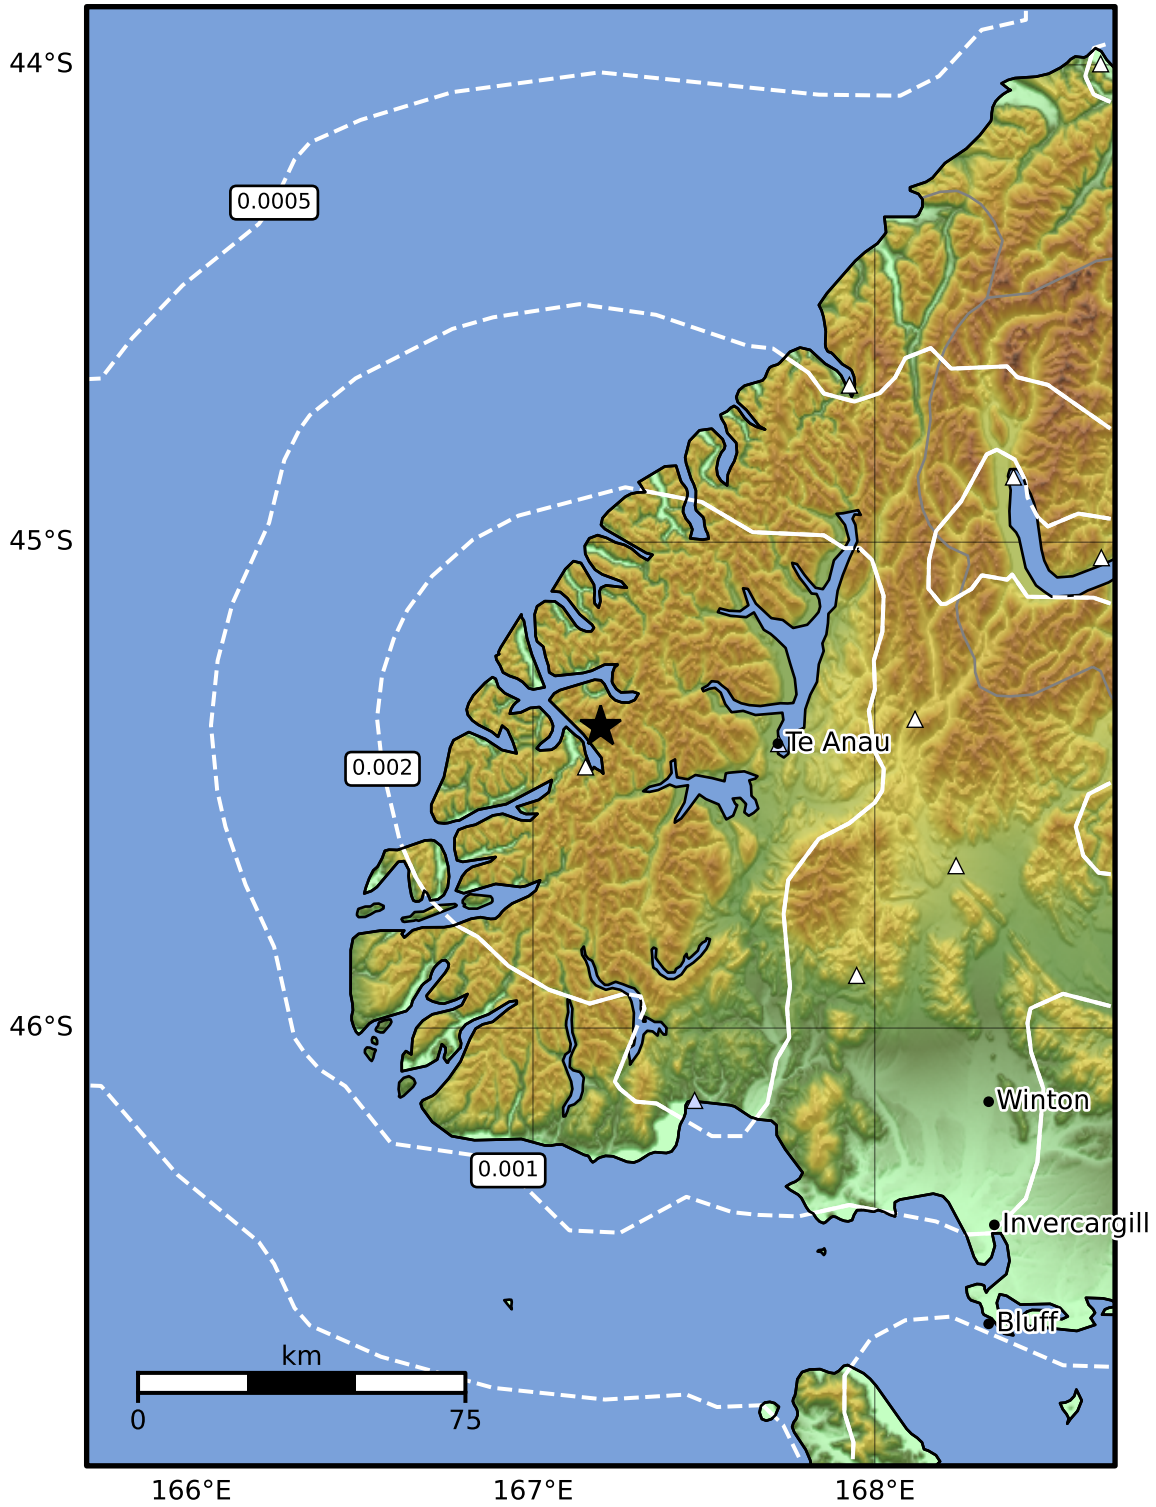 44°S
0.0005
45°S
Te Anau
0.002
46°S
Winton
0.001
Invercargill
Bluff
km
0 75
166°E 167°E 168°E